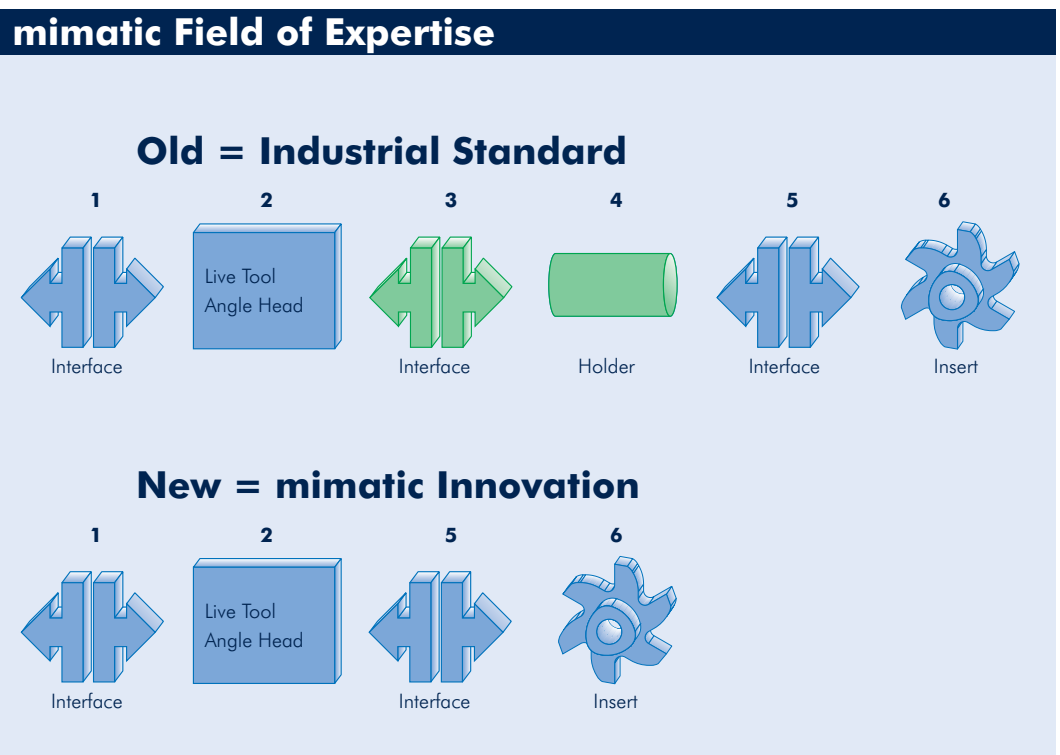 mimatic Field of Expertise
Old = Industrial Standard
1 2 3 4 5 6
Live Tool
Angle Head
Interface Interface Holder Interface Insert
New = mimatic Innovation
1 2 5 6
Live Tool
Angle Head
Interface Interface Insert